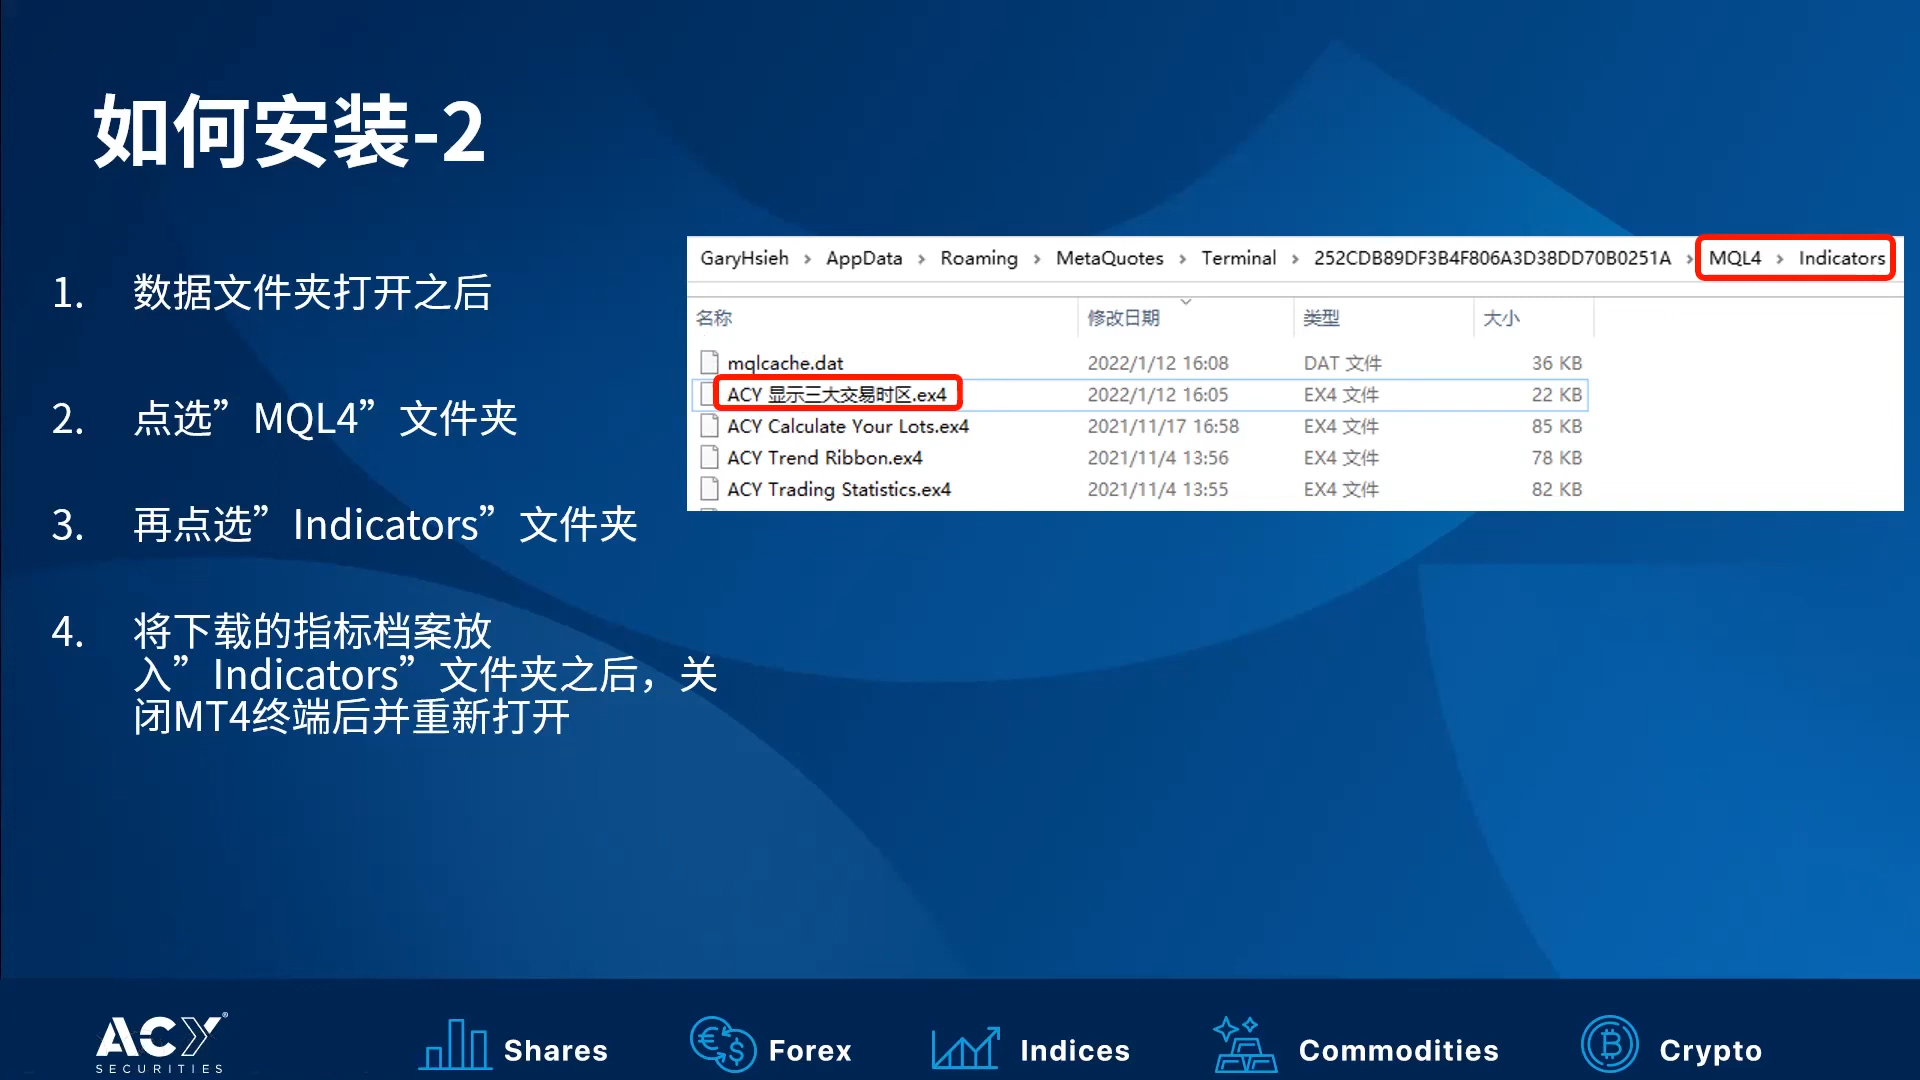 如何安装-2
1. 数据文件夹打开之后
2. 点选”MQL4”文件夹
3. 再点选”Indicators”文件夹
4. 将下载的指标档案放
入”Indicators”文件夹之后，关
闭MT4终端后并重新打开
GaryHsieh › AppData › Roaming › MetaQuotes › Terminal › 252CDB89DF3B4F806A3D38DD70B0251A › MQL4 › Indicators
名称 修改日期 类型 大小
mqlcache.dat 2022/1/12 16:08 DAT 文件 36 KB
ACY 显示三大交易时区.ex4 2022/1/12 16:05 EX4 文件 22 KB
ACY Calculate Your Lots.ex4 2021/11/17 16:58 EX4 文件 85 KB
ACY Trend Ribbon.ex4 2021/11/4 13:56 EX4 文件 78 KB
ACY Trading Statistics.ex4 2021/11/4 13:55 EX4 文件 82 KB
ACY®
SECURITIES
Shares
Forex
Indices
Commodities
Crypto